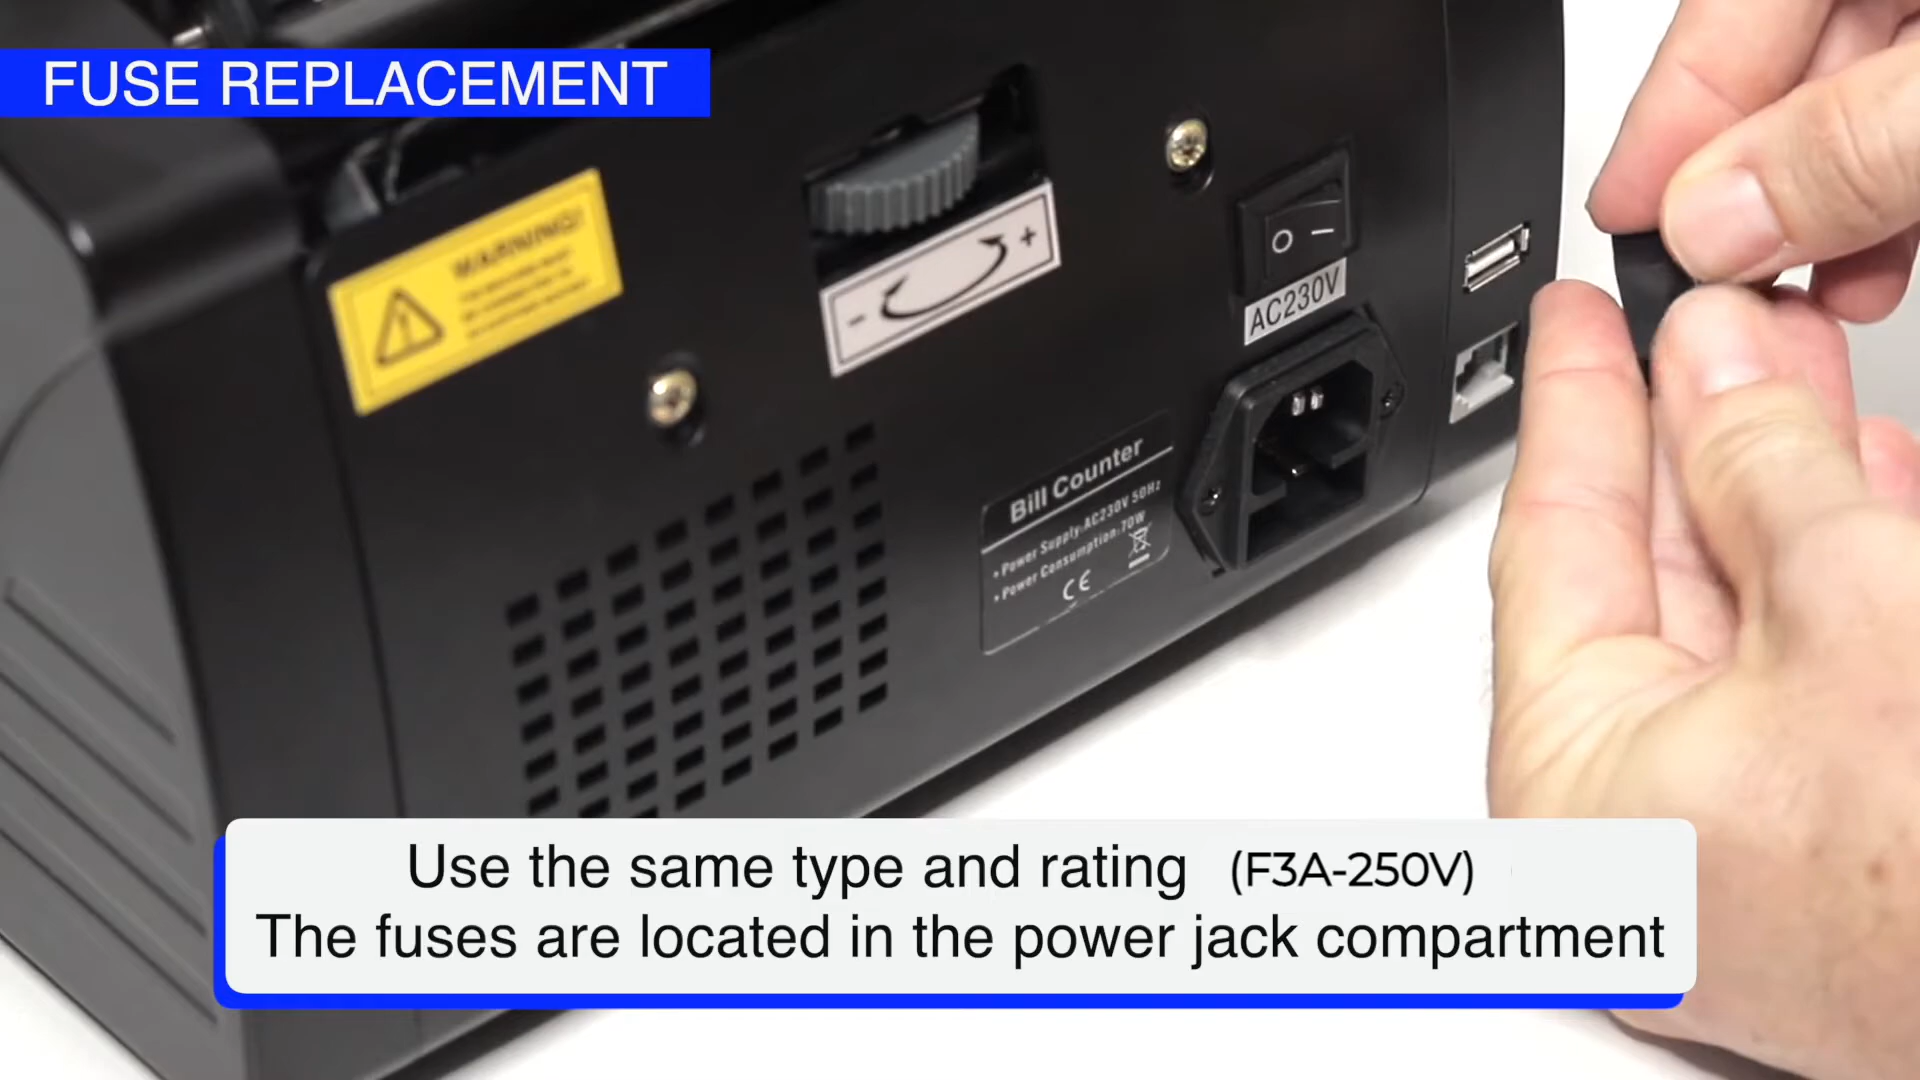 FUSE REPLACEMENT
WARNING!
- +
O I
AC230V
Bill Counter
Power Supply:AC230V 50Hz
Power Consumption:70W
CE
Use the same type and rating (F3A-250V)
The fuses are located in the power jack compartment